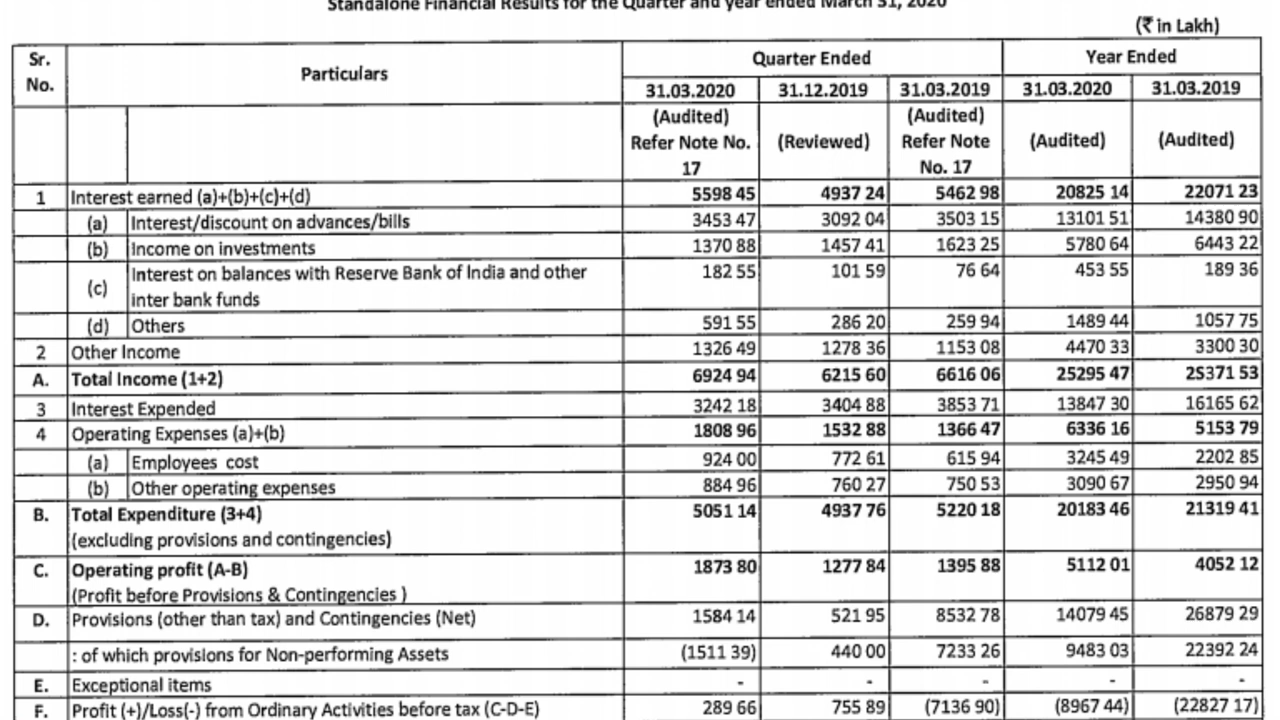 Standalone Financial Results for the Quarter and year ended March 31, 2020
(₹ in Lakh)
Sr. No. Particulars Quarter Ended Year Ended
31.03.2020 31.12.2019 31.03.2019 31.03.2020 31.03.2019
(Audited) Refer Note No. 17 (Reviewed) (Audited) Refer Note No. 17 (Audited) (Audited)
1 Interest earned (a)+(b)+(c)+(d) 5598 45 4937 24 5462 98 20825 14 22071 23
(a) Interest/discount on advances/bills 3453 47 3092 04 3503 15 13101 51 14380 90
(b) Income on investments 1370 88 1457 41 1623 25 5780 64 6443 22
(c) Interest on balances with Reserve Bank of India and other inter bank funds 182 55 101 59 76 64 453 55 189 36
(d) Others 591 55 286 20 259 94 1489 44 1057 75
2 Other Income 1326 49 1278 36 1153 08 4470 33 3300 30
A. Total Income (1+2) 6924 94 6215 60 6616 06 25295 47 25371 53
3 Interest Expended 3242 18 3404 88 3853 71 13847 30 16165 62
4 Operating Expenses (a)+(b) 1808 96 1532 88 1366 47 6336 16 5153 79
(a) Employees cost 924 00 772 61 615 94 3245 49 2202 85
(b) Other operating expenses 884 96 760 27 750 53 3090 67 2950 94
B. Total Expenditure (3+4) 5051 14 4937 76 5220 18 20183 46 21319 41
(excluding provisions and contingencies)
C. Operating profit (A-B) 1873 80 1277 84 1395 88 5112 01 4052 12
(Profit before Provisions & Contingencies )
D. Provisions (other than tax) and Contingencies (Net) 1584 14 521 95 8532 78 14079 45 26879 29
: of which provisions for Non-performing Assets (1511 39) 440 00 7233 26 9483 03 22392 24
E. Exceptional items - - - - -
F. Profit (+)/Loss(-) from Ordinary Activities before tax (C-D-E) 289 66 755 89 (7136 90) (8967 44) (22827 17)